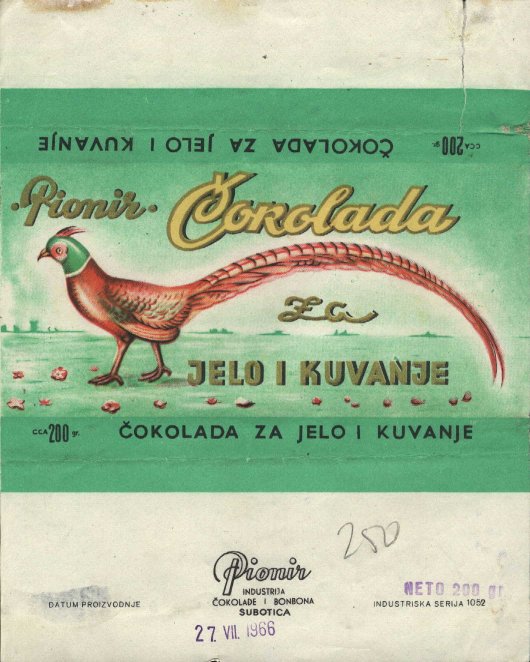 ČOKOLADA ZA JELO I KUVANJE
CCA 200 gr.
·Pionir· Čokolada
za
JELO I KUVANJE
CCA 200 gr. ČOKOLADA ZA JELO I KUVANJE
250
Pionir
INDUSTRIJA
ČOKOLADE I BONBONA
SUBOTICA
DATUM PROIZVODNJE
27. VII. 1966
NETO 200 gr
INDUSTRISKA SERIJA 1052